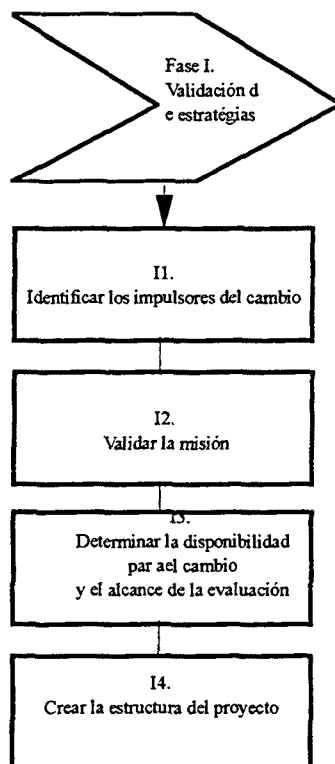 Fase I.
Validación d
e estratégias
I1.
Identificar los impulsores del cambio
I2.
Validar la misión
I3.
Determinar la disponibilidad
par ael cambio
y el alcance de la evaluación
I4.
Crear la estructura del proyecto